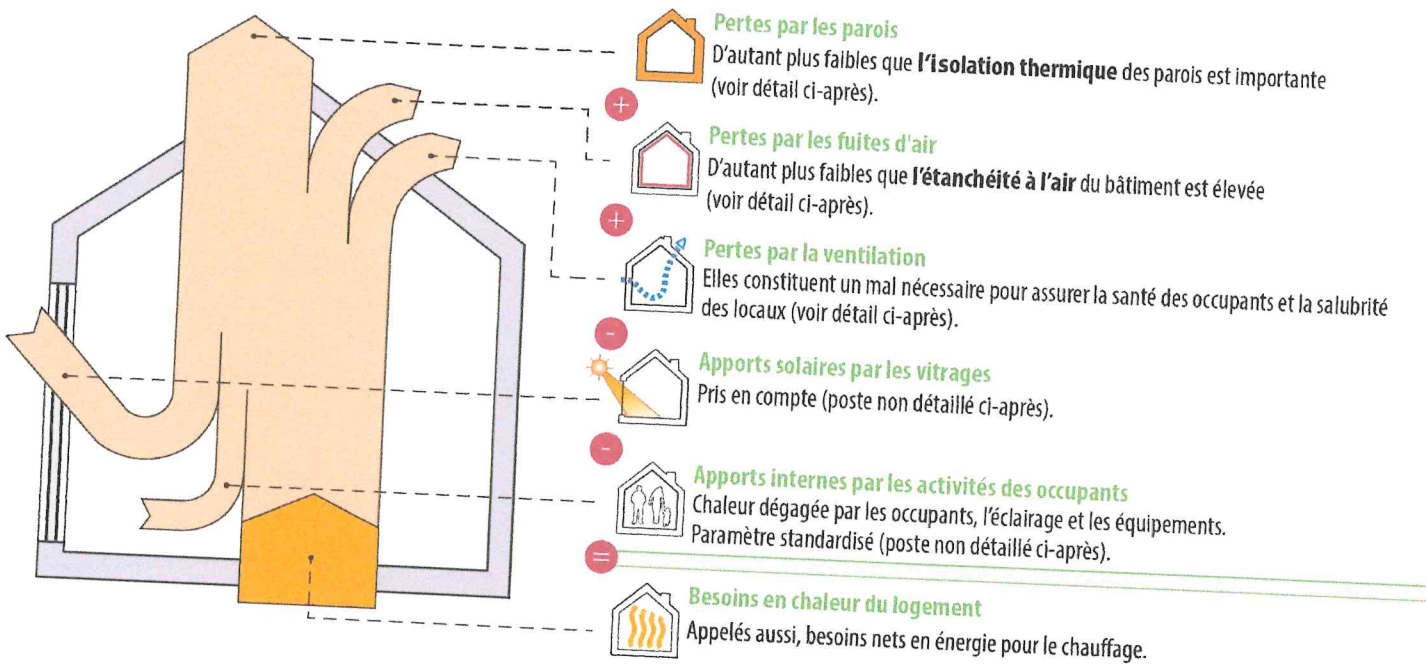 Pertes par les parois
D'autant plus faibles que l'isolation thermique des parois est importante
(voir détail ci-après).
+
Pertes par les fuites d'air
D'autant plus faibles que l'étanchéité à l'air du bâtiment est élevée
(voir détail ci-après).
+
Pertes par la ventilation
Elles constituent un mal nécessaire pour assurer la santé des occupants et la salubrité
des locaux (voir détail ci-après).
-
Apports solaires par les vitrages
Pris en compte (poste non détaillé ci-après).
-
Apports internes par les activités des occupants
Chaleur dégagée par les occupants, l'éclairage et les équipements.
Paramètre standardisé (poste non détaillé ci-après).
=
Besoins en chaleur du logement
Appelés aussi, besoins nets en énergie pour le chauffage.